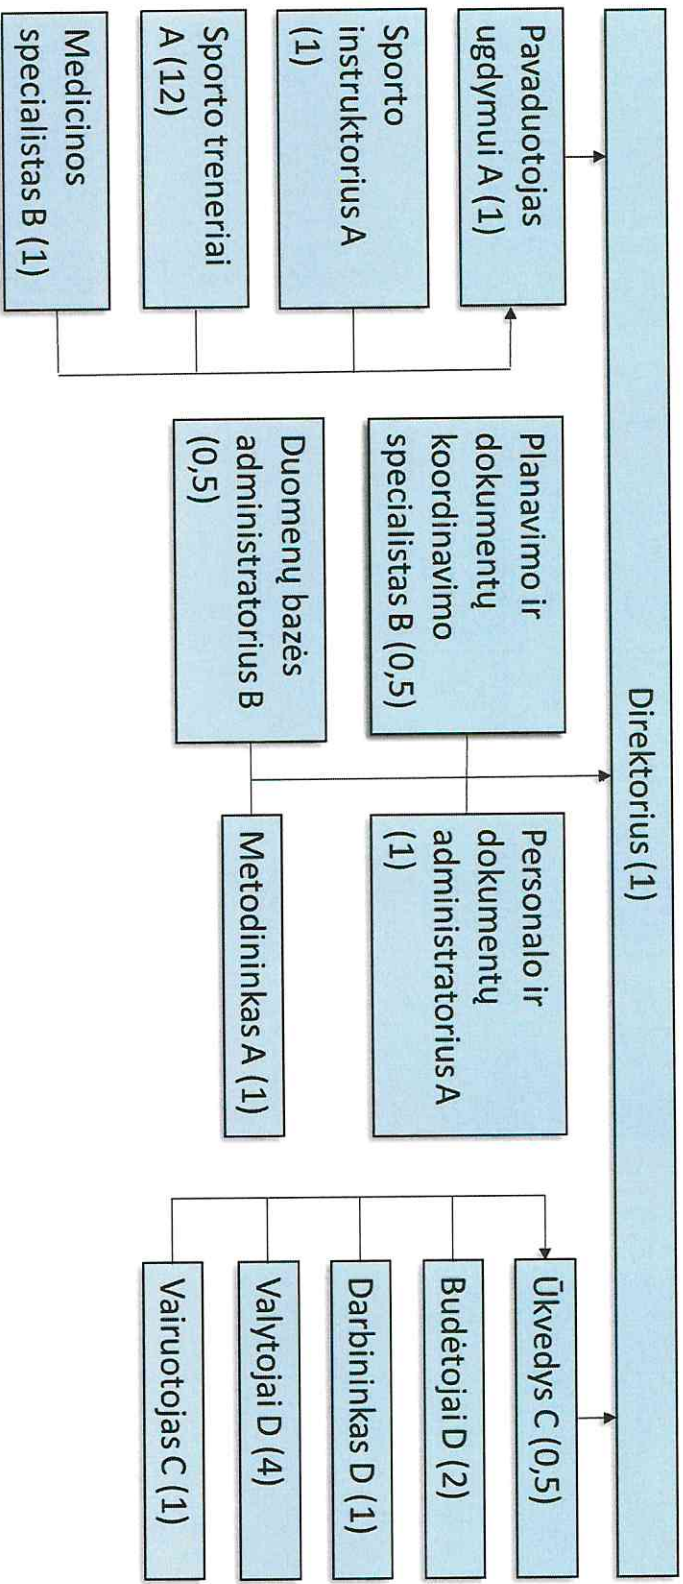 Direktorius (1)
Pavaduotojas
ugdymui A (1)
Sporto
instruktorius A
(1)
Sporto treneriai
A (12)
Medicinos
specialistas B (1)
Planavimo ir
dokumentų
koordinavimo
specialistas B (0,5)
Personalo ir
dokumentų
administratorius A
(1)
Duomenų bazės
administratorius B
(0,5)
Metodininkas A (1)
Ūkvedys C (0,5)
Budėtojai D (2)
Darbininkas D (1)
Valytojai D (4)
Vairuotojas C (1)